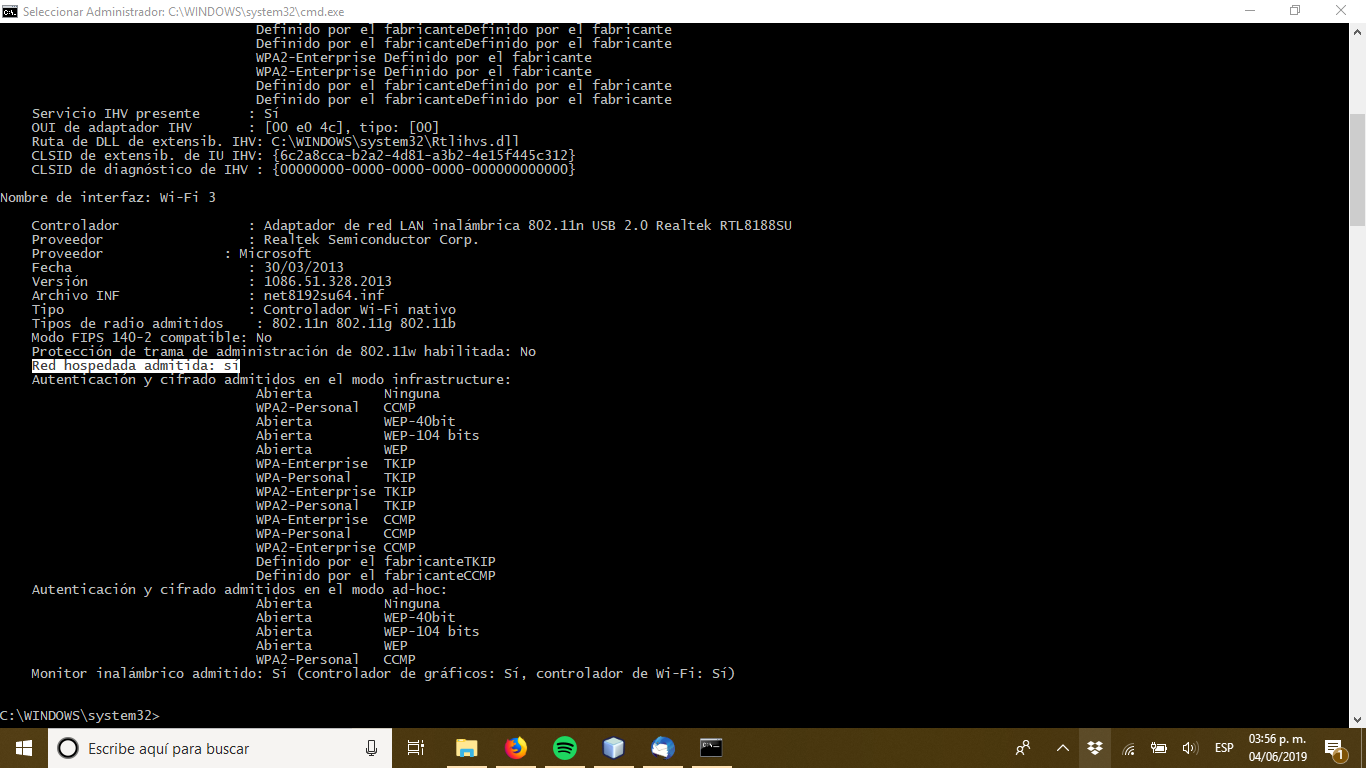 Seleccionar Administrador: C:\WINDOWS\system32\cmd.exe
Definido por el fabricanteDefinido por el fabricante
Definido por el fabricanteDefinido por el fabricante
WPA2-Enterprise Definido por el fabricante
WPA2-Enterprise Definido por el fabricante
Definido por el fabricanteDefinido por el fabricante
Definido por el fabricanteDefinido por el fabricante
Servicio IHV presente : Sí
OUI de adaptador IHV : [00 e0 4c], tipo: [00]
Ruta de DLL de extensib. IHV: C:\WINDOWS\system32\Rtlihvs.dll
CLSID de extensib. de IU IHV: {6c2a8cca-b2a2-4d81-a3b2-4e15f445c312}
CLSID de diagnóstico de IHV : {00000000-0000-0000-0000-000000000000}
Nombre de interfaz: Wi-Fi 3
Controlador : Adaptador de red LAN inalámbrica 802.11n USB 2.0 Realtek RTL8188SU
Proveedor : Realtek Semiconductor Corp.
Proveedor : Microsoft
Fecha : 30/03/2013
Versión : 1086.51.328.2013
Archivo INF : net8192su64.inf
Tipo : Controlador Wi-Fi nativo
Tipos de radio admitidos : 802.11n 802.11g 802.11b
Modo FIPS 140-2 compatible: No
Protección de trama de administración de 802.11w habilitada: No
Red hospedada admitida: sí
Autenticación y cifrado admitidos en el modo infrastructure:
Abierta Ninguna
WPA2-Personal CCMP
Abierta WEP-40bit
Abierta WEP-104 bits
Abierta WEP
WPA-Enterprise TKIP
WPA-Personal TKIP
WPA2-Enterprise TKIP
WPA2-Personal TKIP
WPA-Enterprise CCMP
WPA-Personal CCMP
WPA2-Enterprise CCMP
Definido por el fabricanteTKIP
Definido por el fabricanteCCMP
Autenticación y cifrado admitidos en el modo ad-hoc:
Abierta Ninguna
Abierta WEP-40bit
Abierta WEP-104 bits
Abierta WEP
WPA2-Personal CCMP
Monitor inalámbrico admitido: Sí (controlador de gráficos: Sí, controlador de Wi-Fi: Sí)
C:\WINDOWS\system32>
Escribe aquí para buscar
ESP
03:56 p. m.
04/06/2019
1